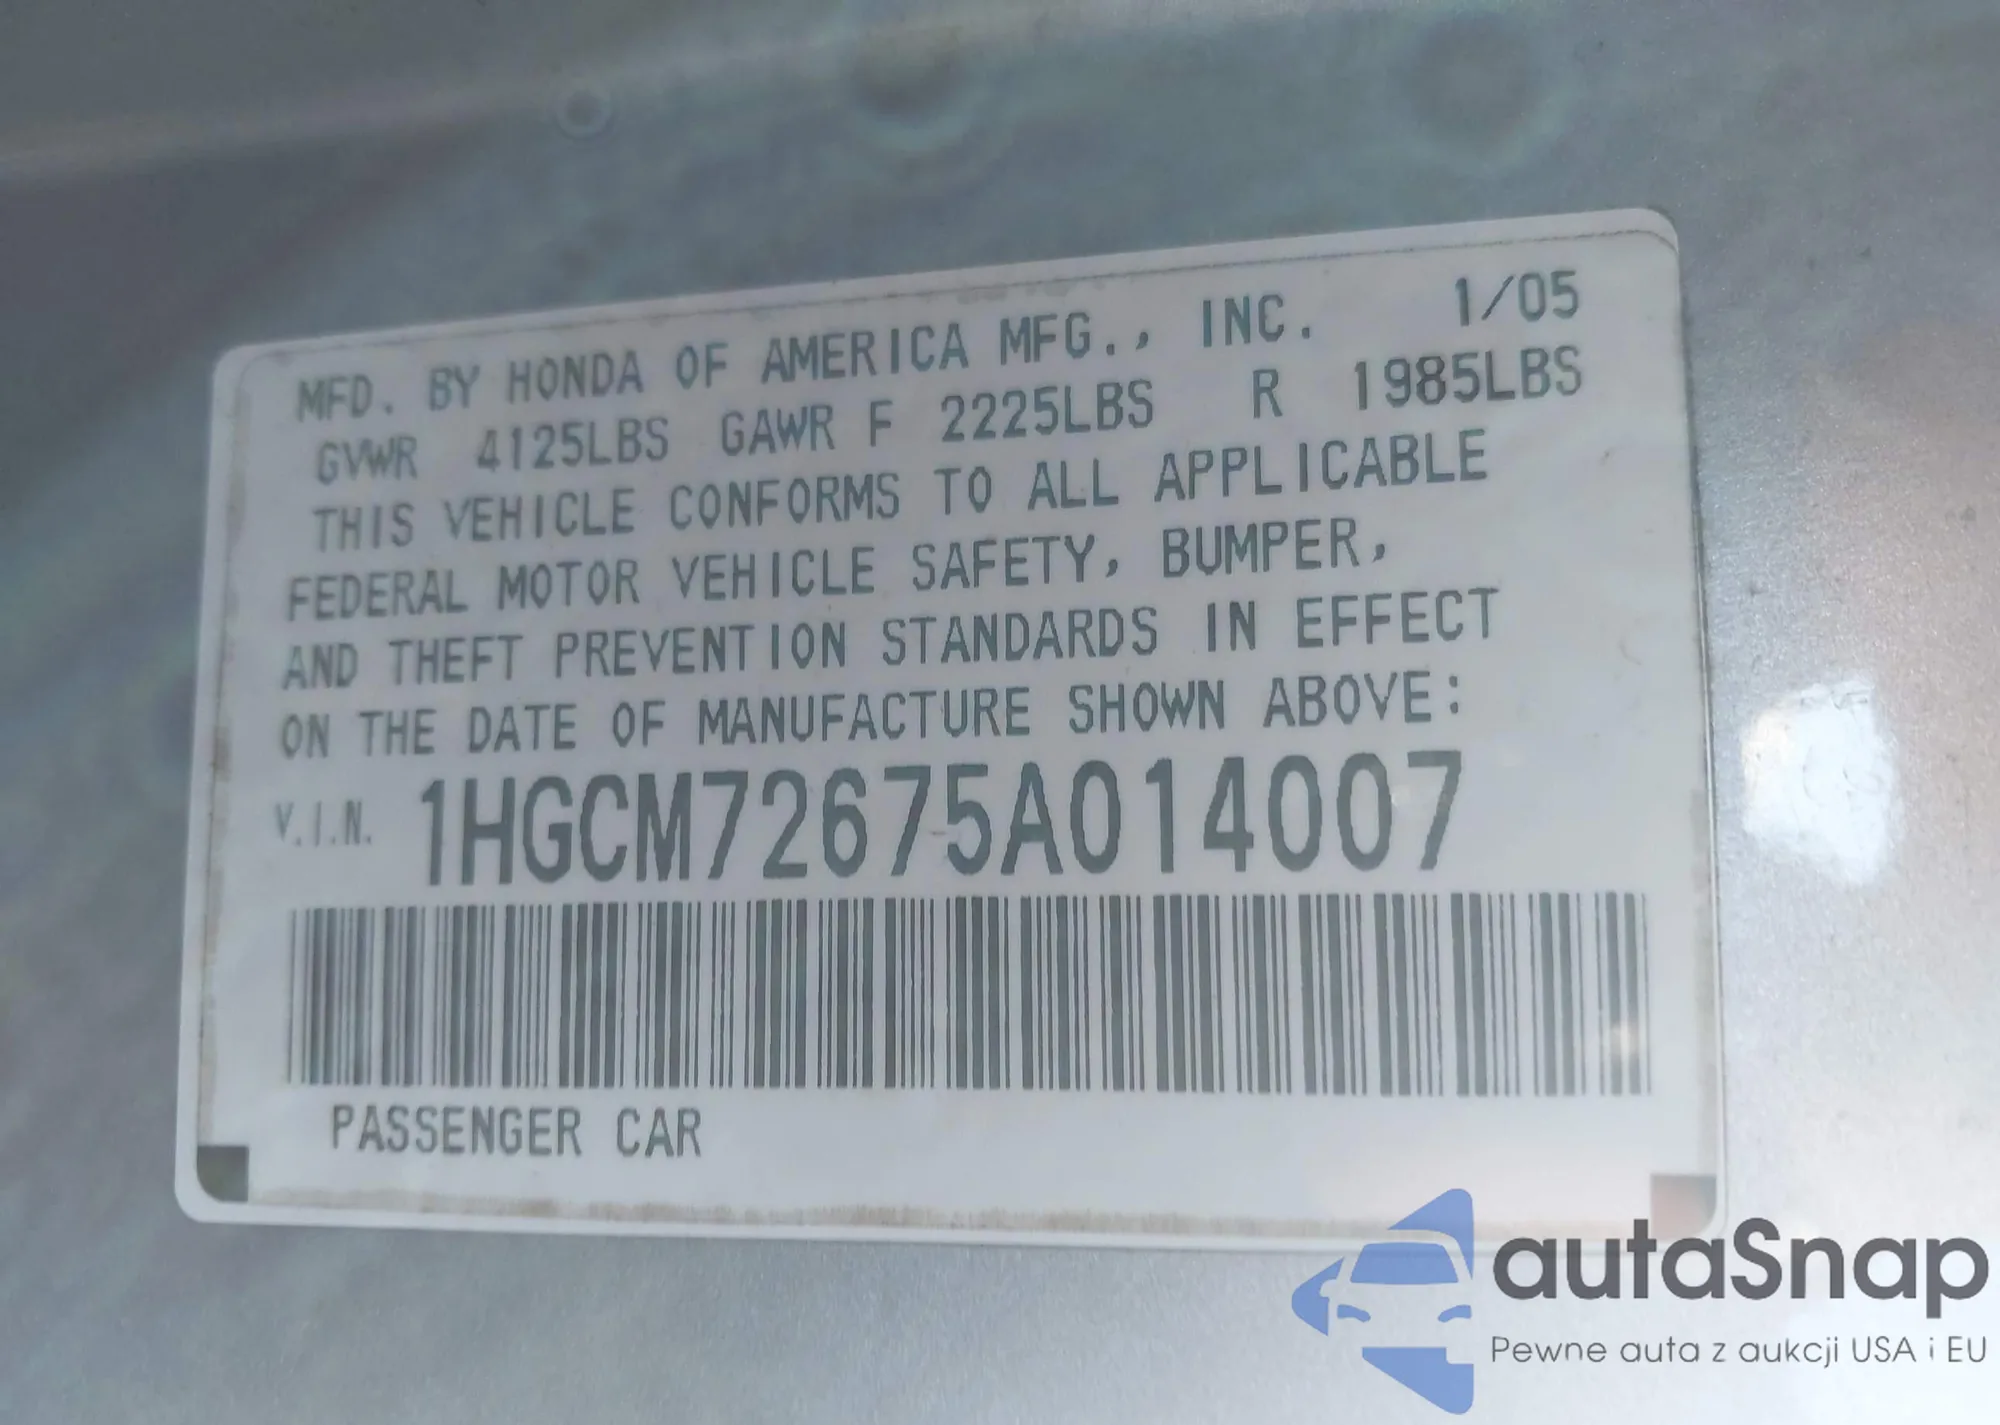 MFD. BY HONDA OF AMERICA MFG., INC. 1/05
GVWR 4125LBS GAWR F 2225LBS R 1985LBS
THIS VEHICLE CONFORMS TO ALL APPLICABLE
FEDERAL MOTOR VEHICLE SAFETY, BUMPER,
AND THEFT PREVENTION STANDARDS IN EFFECT
ON THE DATE OF MANUFACTURE SHOWN ABOVE:
V.I.N. 1HGCM72675A014007
PASSENGER CAR
autaSnap
Pewne auta z aukcji USA i EU